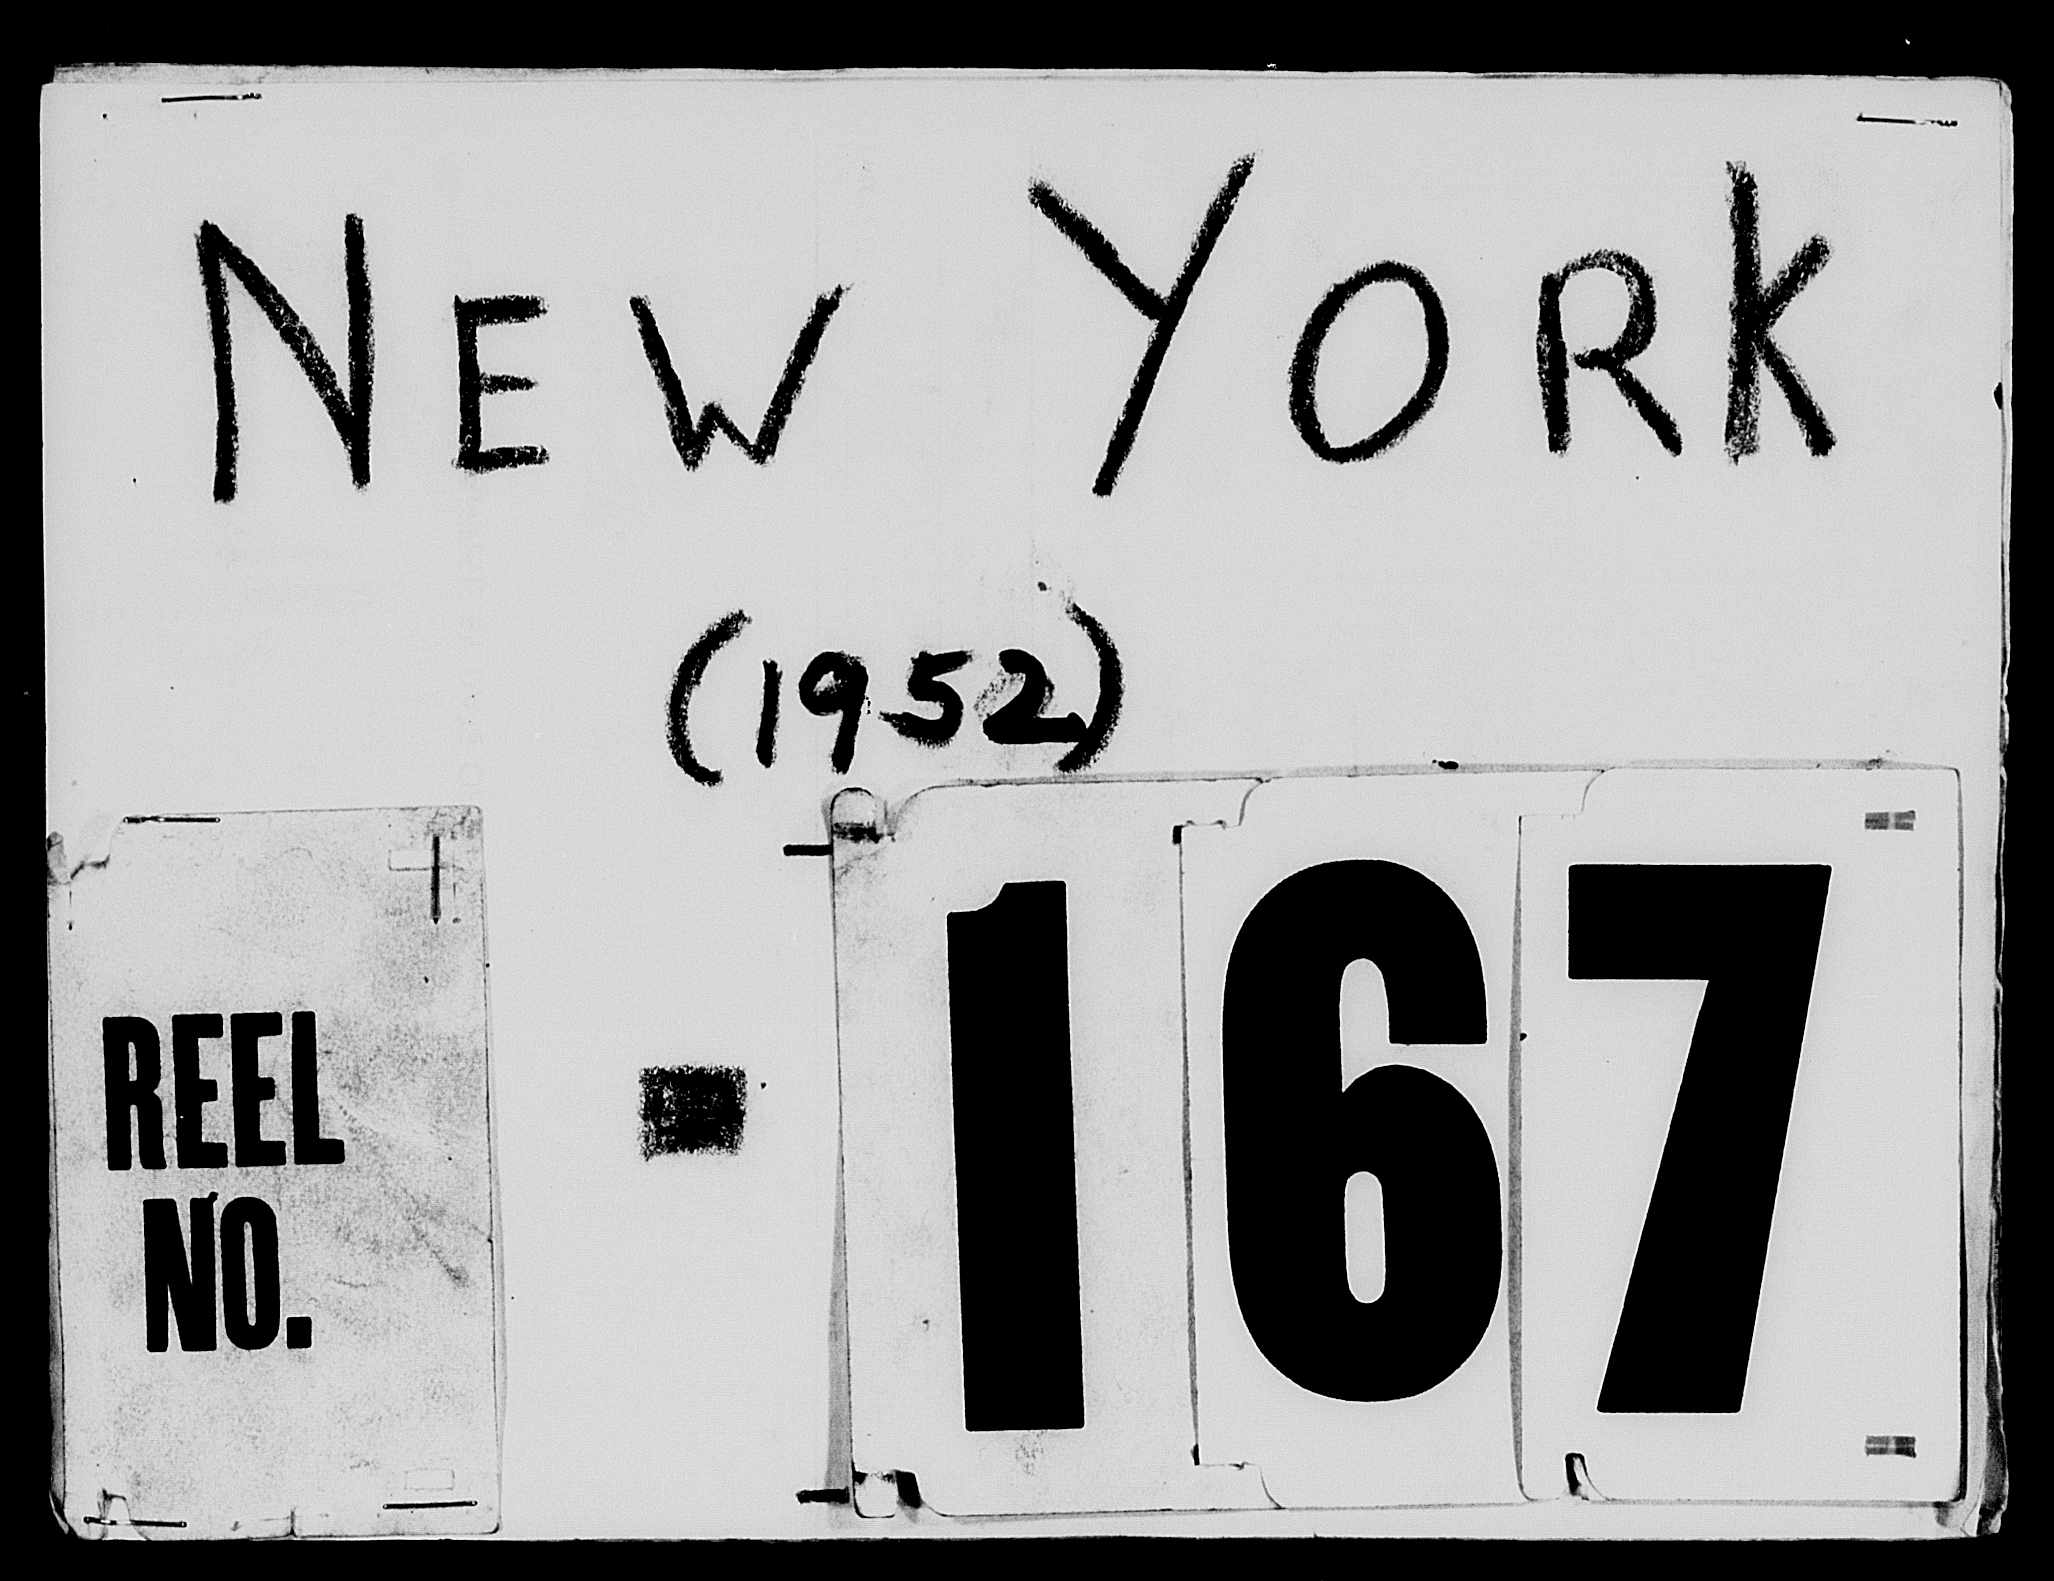 NEW YORK
(1952)
REEL
NO.
- 167